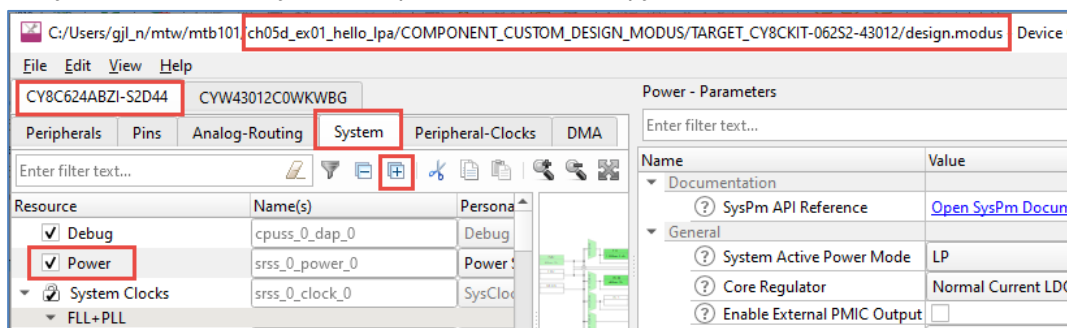 C:/Users/gjl_n/mtw/mtb101/ch05d_ex01_hello_lpa/COMPONENT_CUSTOM_DESIGN_MODUS/TARGET_CY8CKIT-062S2-43012/design.modus Device
File Edit View Help
CY8C624ABZI-S2D44 CYW43012C0WKWBG
Peripherals Pins Analog-Routing System Peripheral-Clocks DMA
Enter filter text...
Resource Name(s) Persona
Debug cpuss_0_dap_0 Debug
Power srss_0_power_0 Power
System Clocks srss_0_clock_0 SysCloc
FLL+PLL
Power - Parameters
Enter filter text...
Name Value
Documentation
SysPm API Reference Open SysPm Docum
General
System Active Power Mode LP
Core Regulator Normal Current LDO
Enable External PMIC Output